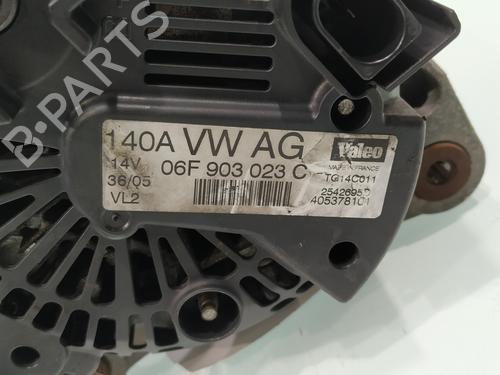 B-PARTS
140A VW AG
14V 06F 903 023 C
36/05
VL2
Valeo
MADE IN FRANCE
TG14C011
2542695D
405378101